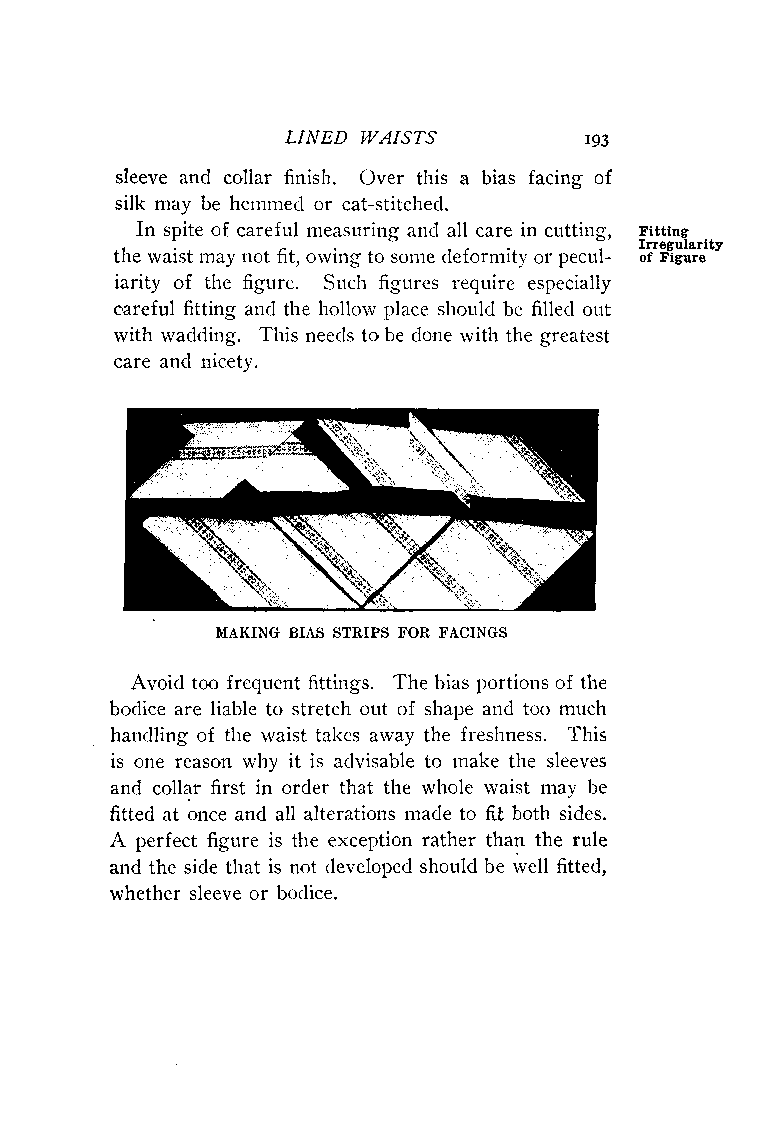 LINED WAISTS 193
sleeve and collar finish. Over this a bias facing of
silk may be hemmed or cat-stitched.
In spite of careful measuring and all care in cutting,
the waist may not fit, owing to some deformity or pecul-
iarity of the figure. Such figures require especially
careful fitting and the hollow place should be filled out
with wadding. This needs to be done with the greatest
care and nicety.
Fitting
Irregularity
of Figure
MAKING BIAS STRIPS FOR FACINGS
Avoid too frequent fittings. The bias portions of the
bodice are liable to stretch out of shape and too much
handling of the waist takes away the freshness. This
is one reason why it is advisable to make the sleeves
and collar first in order that the whole waist may be
fitted at once and all alterations made to fit both sides.
A perfect figure is the exception rather than the rule
and the side that is not developed should be well fitted,
whether sleeve or bodice.